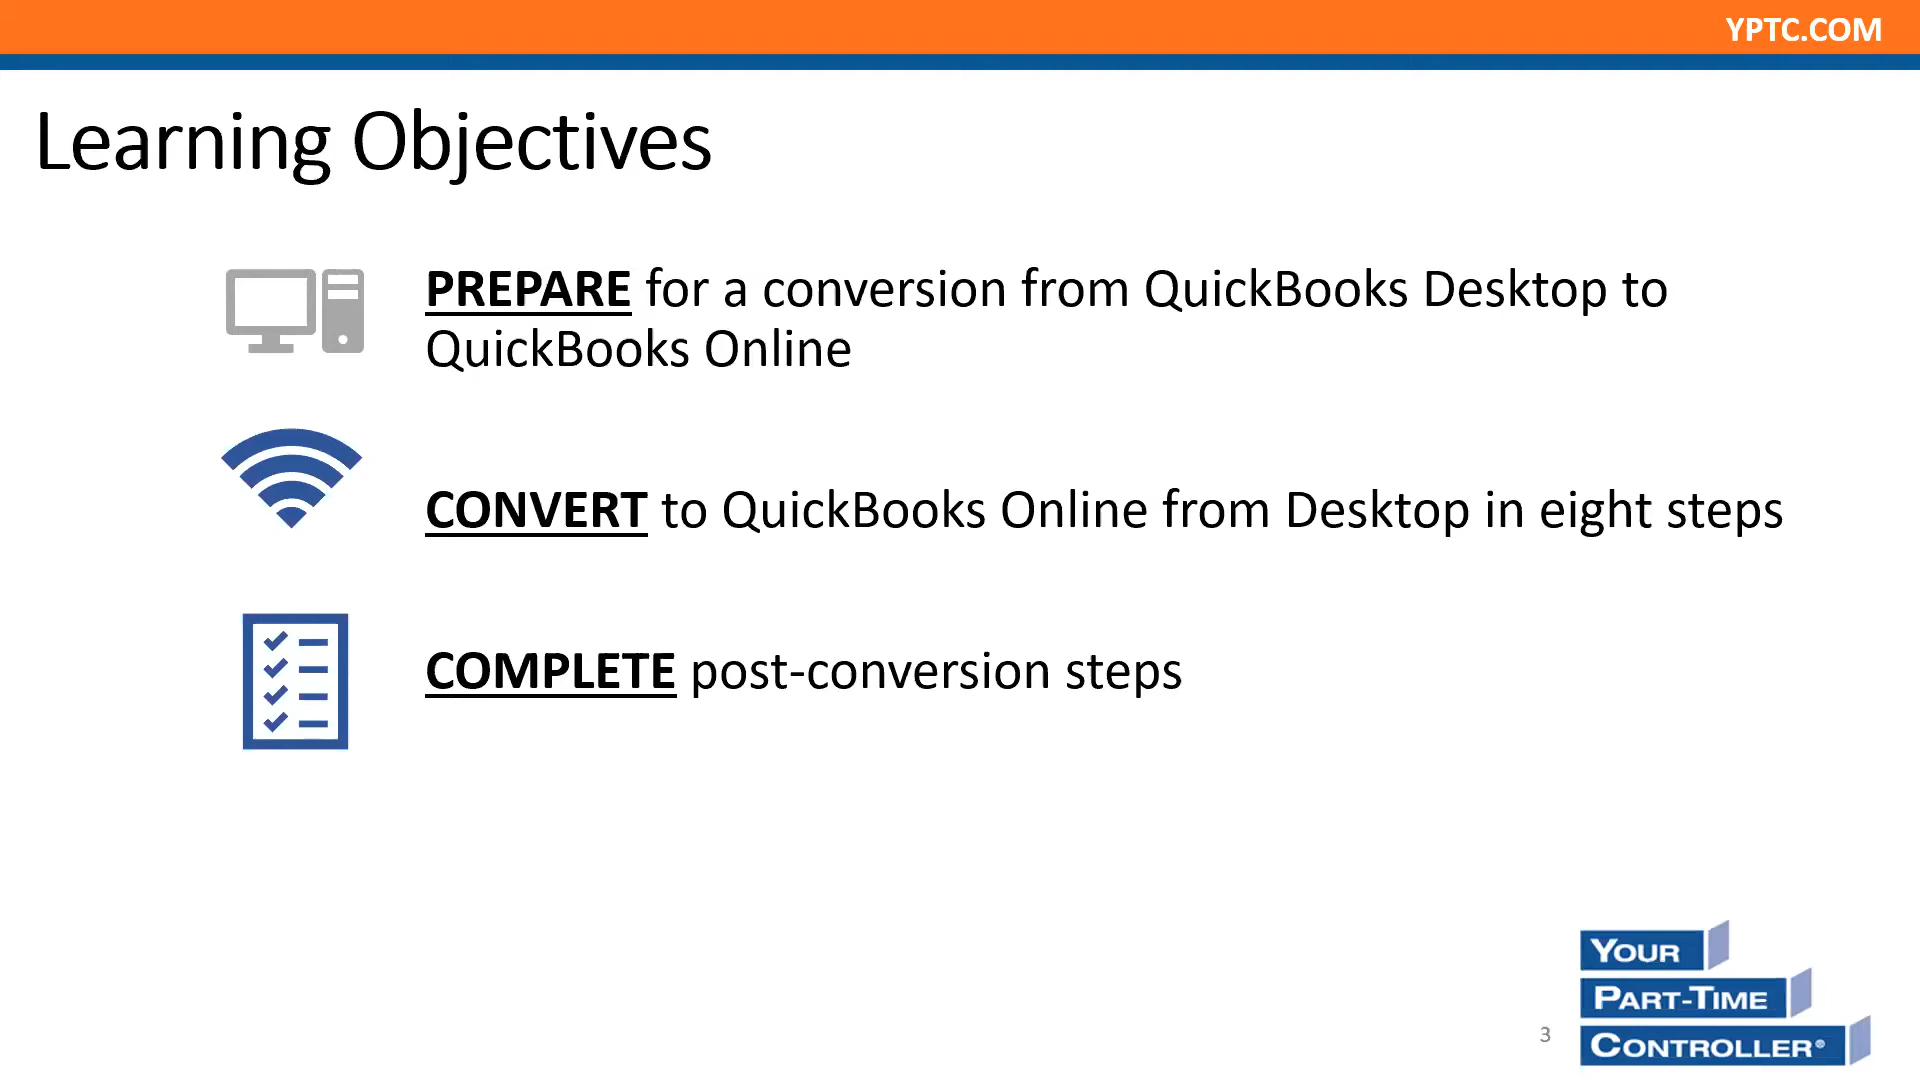 YPTC.COM
Learning Objectives
PREPARE for a conversion from QuickBooks Desktop to
QuickBooks Online
CONVERT to QuickBooks Online from Desktop in eight steps
COMPLETE post-conversion steps
3
YOUR
PART-TIME
CONTROLLER®